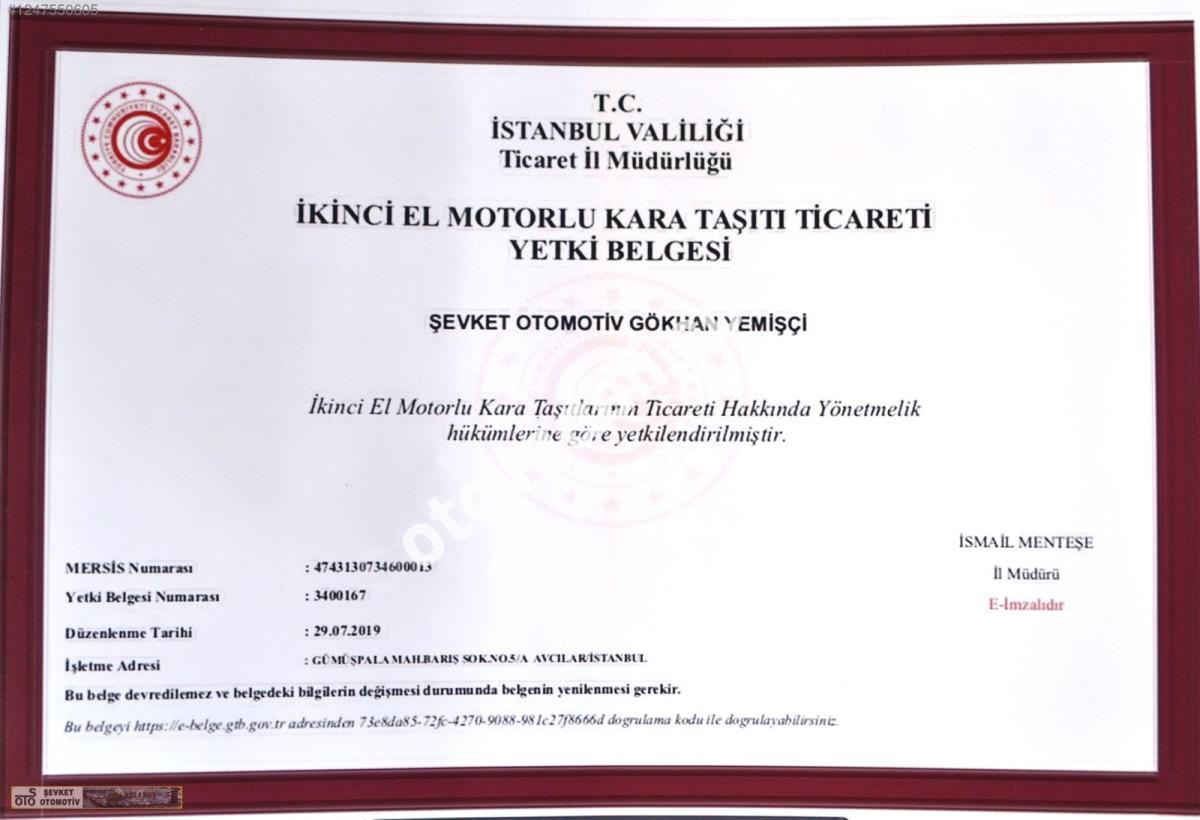 #1247550605
T.C.
İSTANBUL VALİLİĞİ
Ticaret İl Müdürlüğü
İKİNCİ EL MOTORLU KARA TAŞITI TİCARETİ
YETKİ BELGESİ
ŞEVKET OTOMOTİV GÖKHAN YEMİŞÇİ
İkinci El Motorlu Kara Taşıtlarının Ticareti Hakkında Yönetmelik
hükümlerine göre yetkilendirilmiştir.
İSMAİL MENTEŞE
İl Müdürü
E-İmzalıdır
MERSİS Numarası : 4743130734600013
Yetki Belgesi Numarası : 3400167
Düzenlenme Tarihi : 29.07.2019
İşletme Adresi : GÜMÜŞPALA MAH.BARIŞ SOK.NO.5/A AVCILAR/İSTANBUL
Bu belge devredilemez ve belgedeki bilgilerin değişmesi durumunda belgenin yenilenmesi gerekir.
Bu belgeyi https://e-belge.gtb.gov.tr adresinden 73e8da85-72fc-4270-9088-981c27f8666d dogrulama kodu ile dogrulayabilirsiniz.
S OTO ŞEVKET OTOMOTİV